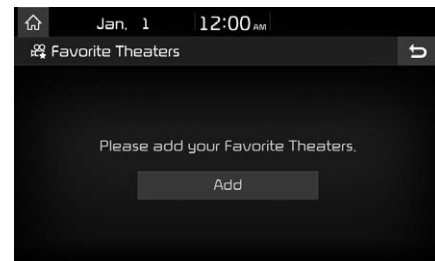 Jan. 1 12:00 AM
Favorite Theaters
Please add your Favorite Theaters.
Add